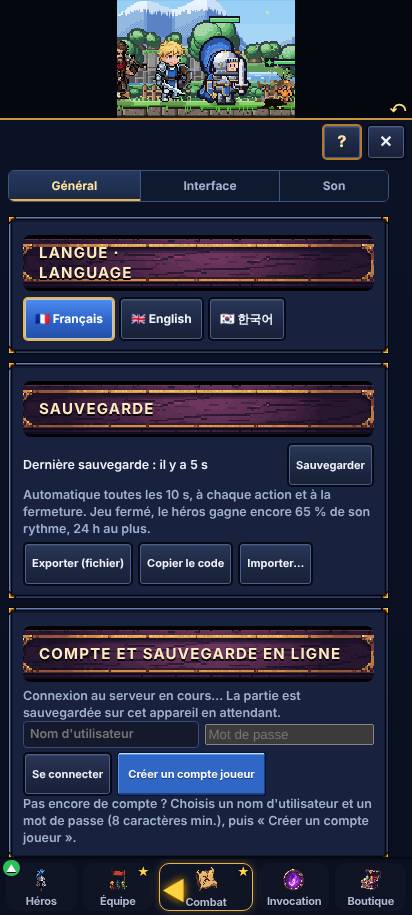 ?
×
Général
Interface
Son
LANGUE ·
LANGUAGE
Français
English
한국어
SAUVEGARDE
Dernière sauvegarde : il y a 5 s
Sauvegarder
Automatique toutes les 10 s, à chaque action et à la
fermeture. Jeu fermé, le héros gagne encore 65 % de son
rythme, 24 h au plus.
Exporter (fichier)
Copier le code
Importer...
COMPTE ET SAUVEGARDE EN LIGNE
Connexion au serveur en cours... La partie est
sauvegardée sur cet appareil en attendant.
Nom d'utilisateur
Mot de passe
Se connecter
Créer un compte joueur
Pas encore de compte ? Choisis un nom d'utilisateur et un
mot de passe (8 caractères min.), puis « Créer un compte
joueur ».
Héros
Équipe
Combat
Invocation
Boutique